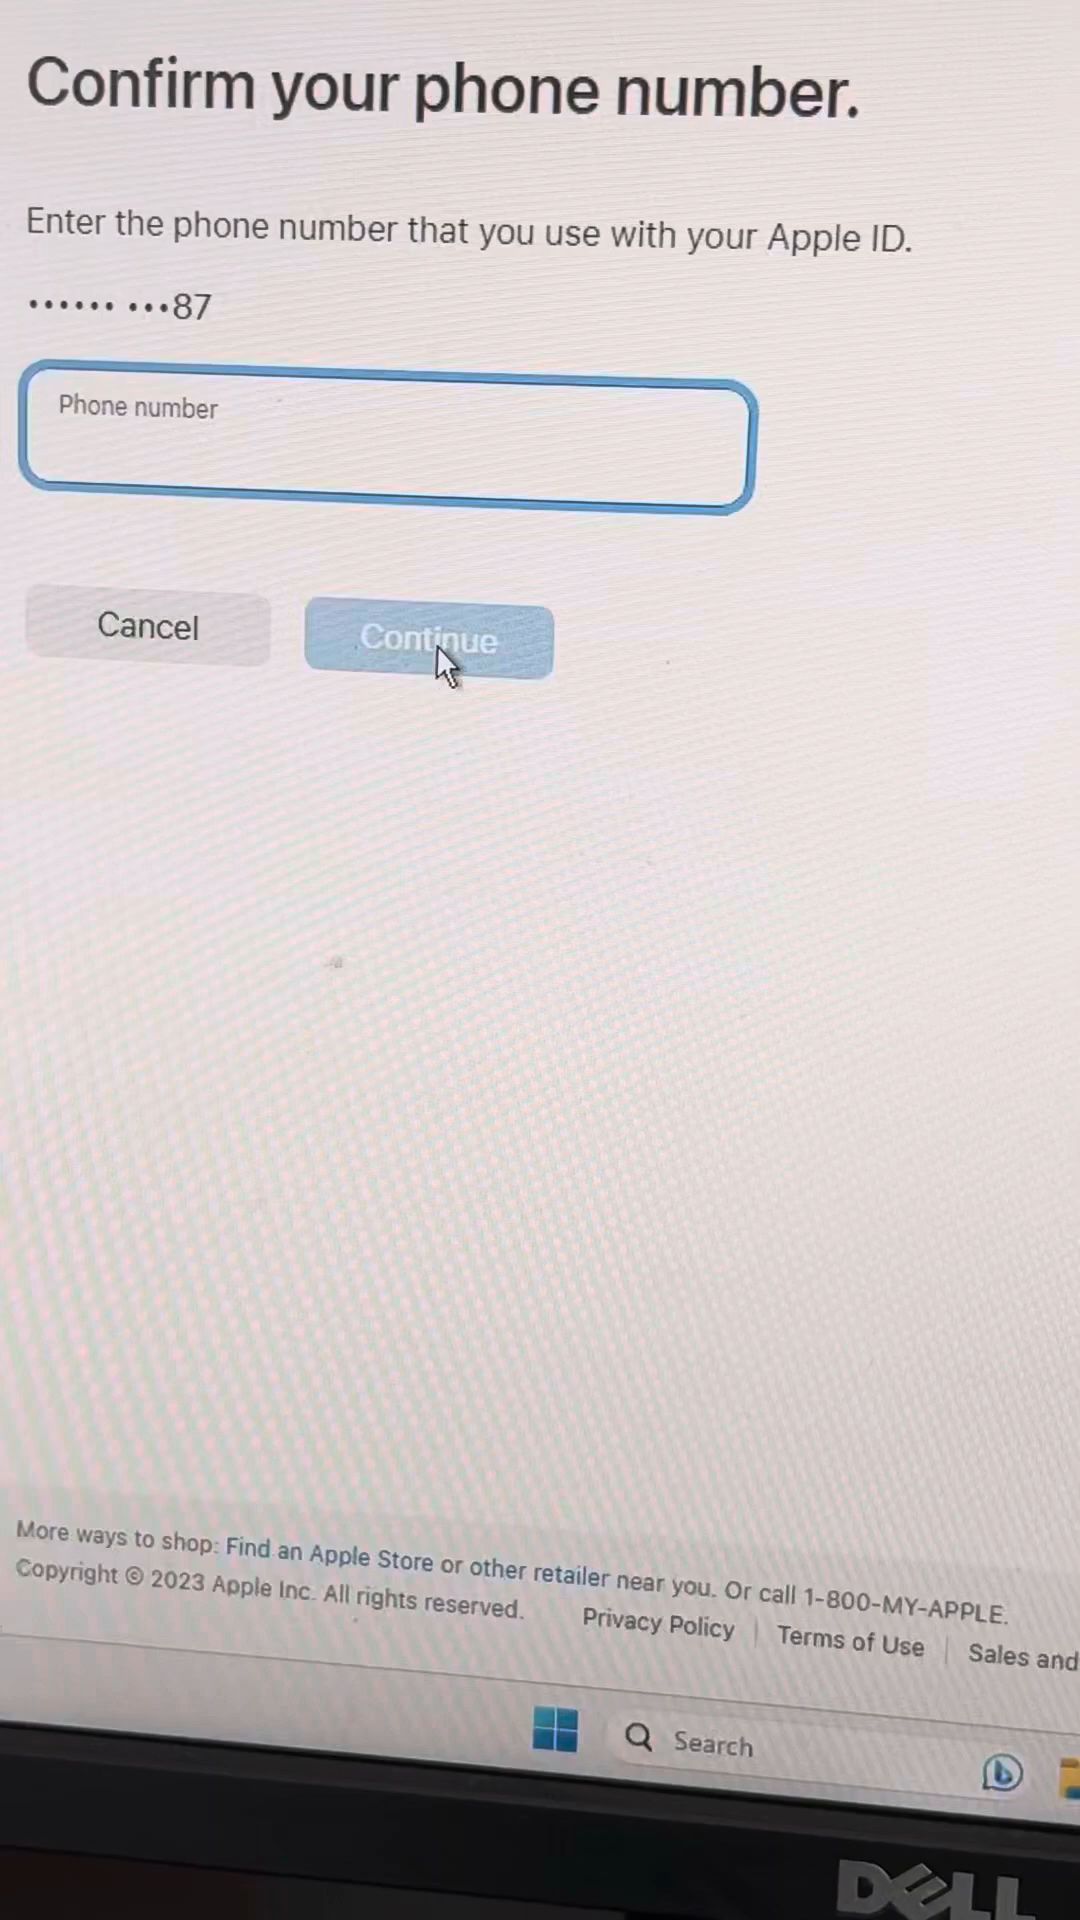 Confirm your phone number.
Enter the phone number that you use with your Apple ID.
•••••• •••87
Phone number
Cancel
Continue
More ways to shop: Find an Apple Store or other retailer near you. Or call 1-800-MY-APPLE.
Copyright © 2023 Apple Inc. All rights reserved.
Privacy Policy | Terms of Use | Sales and
Search
DELL